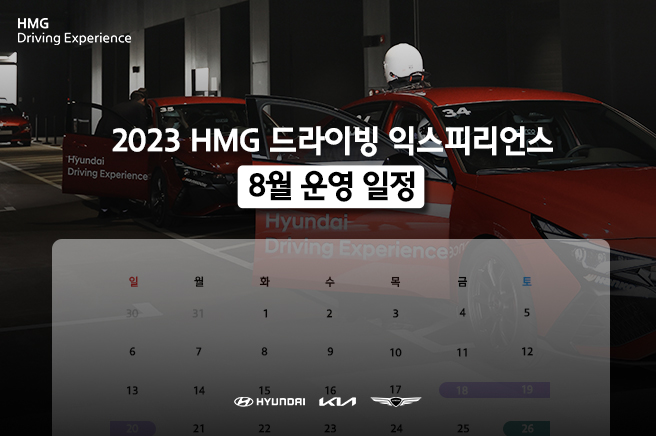 HMG
Driving Experience
34
2023 HMG 드라이빙 익스피리언스
Hyundai
Driving Experience
8월 운영 일정
Hyundai
Driving Experience
일 월 화 수 목 금 토
30 31 1 2 3 4 5
6 7 8 9 10 11 12
13 14 15 16 17 18 19
HYUNDAI KIA
20 21 22 23 24 25 26